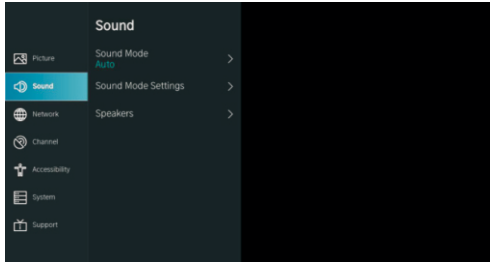 Sound
Picture
Sound
Network
Channel
Accessibility
System
Support
Sound Mode
Auto
Sound Mode Settings
Speakers